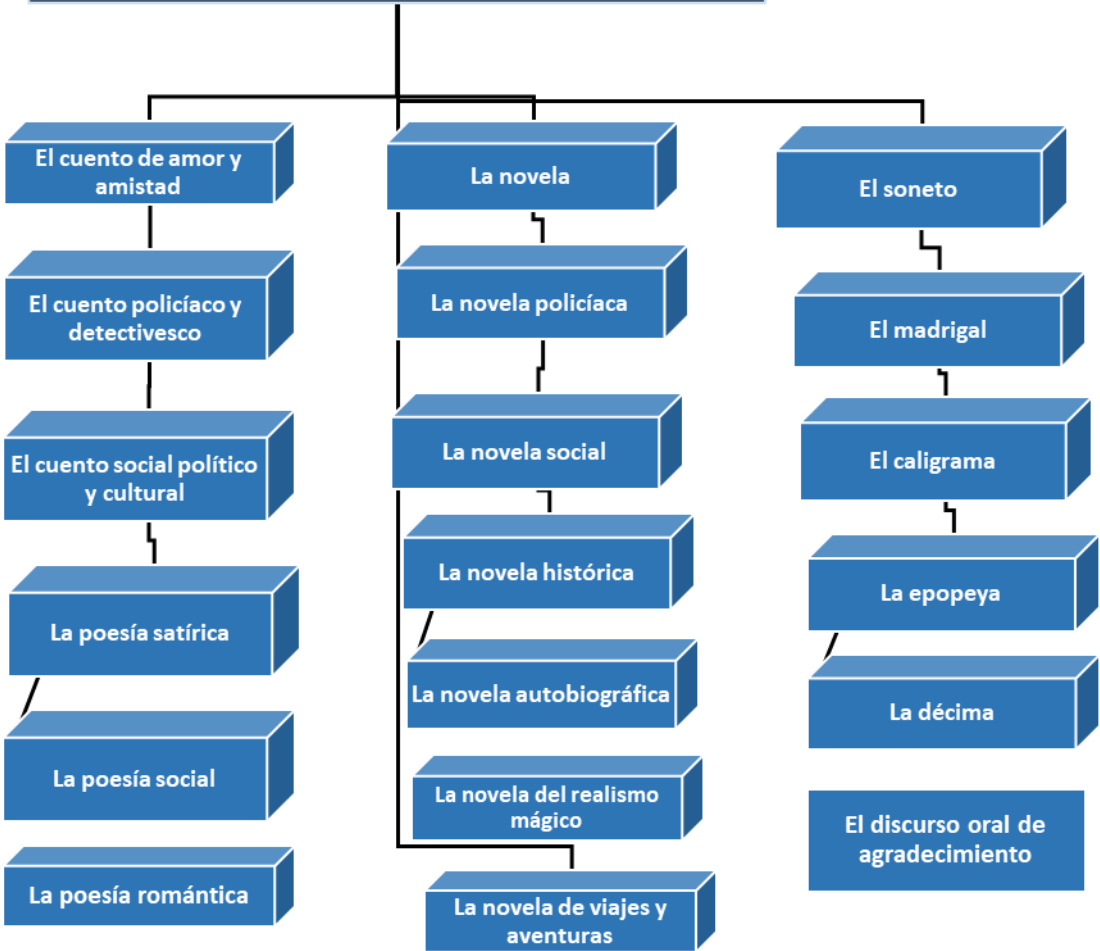 El cuento de amor y
amistad
El cuento policíaco y
detectivesco
El cuento social político
y cultural
La poesía satírica
La poesía social
La poesía romántica
La novela
La novela policíaca
La novela social
La novela histórica
La novela autobiográfica
La novela del realismo
mágico
La novela de viajes y
aventuras
El soneto
El madrigal
El caligrama
La epopeya
La décima
El discurso oral de
agradecimiento